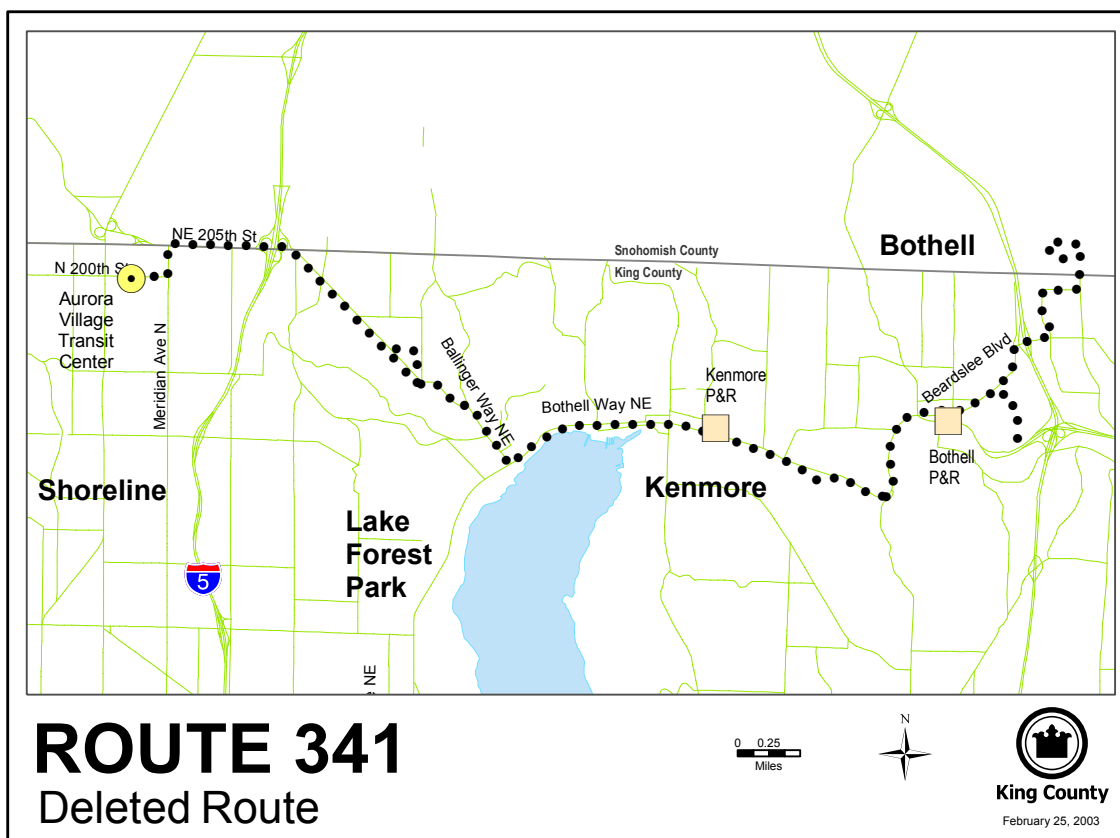 NE 205th St
Snohomish County
King County
Bothell
N 200th St
Aurora
Village
Transit
Center
Meridian Ave N
Ballinger Way NE
Bothell Way NE
Kenmore
P&R
Beardslee Blvd
Bothell
P&R
Shoreline
Kenmore
Lake
Forest
Park
5
NE
ROUTE 341
Deleted Route
0 0.25
Miles
N
King County
February 25, 2003